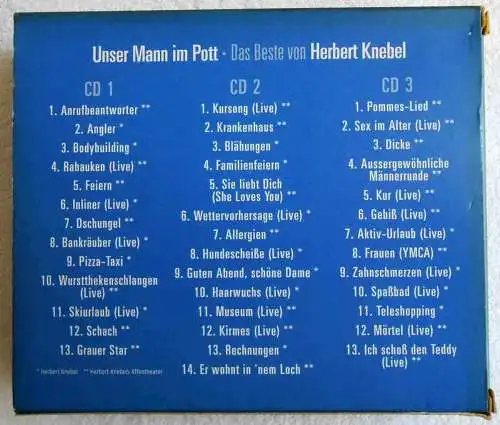 Unser Mann im Pott · Das Beste von Herbert Knebel
CD 1
1. Anrufbeantworter **
2. Angler *
3. Bodybuilding *
4. Rabauken (Live) **
5. Feiern **
6. Inliner (Live) *
7. Dschungel **
8. Bankräuber (Live) *
9. Pizza-Taxi *
10. Wurstthekenschlangen
(Live) **
11. Skiurlaub (Live) *
12. Schach **
13. Grauer Star **
* Herbert Knebel ** Herbert Knebels Affentheater
CD 2
1. Kursong (Live) **
2. Krankenhaus **
3. Blähungen *
4. Familienfeiern *
5. Sie liebt Dich
(She Loves You) **
6. Wettervorhersage (Live) *
7. Allergien **
8. Hundescheiße (Live) *
9. Guten Abend, schöne Dame *
10. Haarwuchs (Live) *
11. Museum (Live) **
12. Kirmes (Live) **
13. Rechnungen *
14. Er wohnt in 'nem Loch **
CD 3
1. Pommes-Lied **
2. Sex im Alter (Live) **
3. Dicke **
4. Aussergewöhnliche
Männerrunde **
5. Kur (Live) **
6. Gebiß (Live) **
7. Aktiv-Urlaub (Live) *
8. Frauen (YMCA) **
9. Zahnschmerzen (Live) *
10. Spaßbad (Live) *
11. Teleshopping *
12. Mörtel (Live) **
13. Ich schoß den Teddy
(Live) **